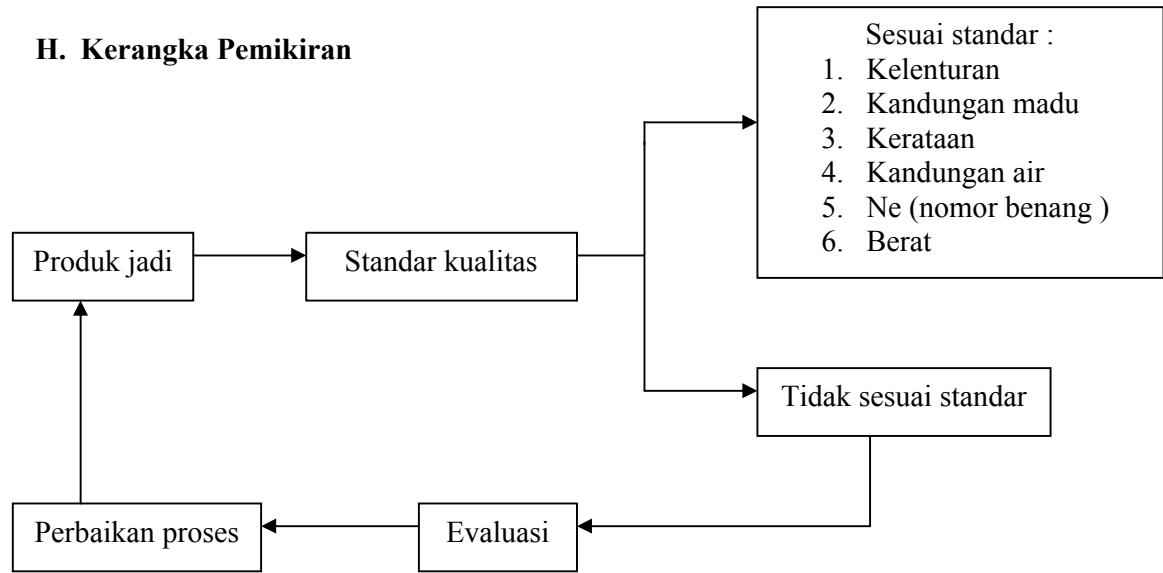 H. Kerangka Pemikiran
Sesuai standar :
1. Kelenturan
2. Kandungan madu
3. Kerataan
4. Kandungan air
5. Ne (nomor benang )
6. Berat
Produk jadi
Standar kualitas
Tidak sesuai standar
Perbaikan proses
Evaluasi